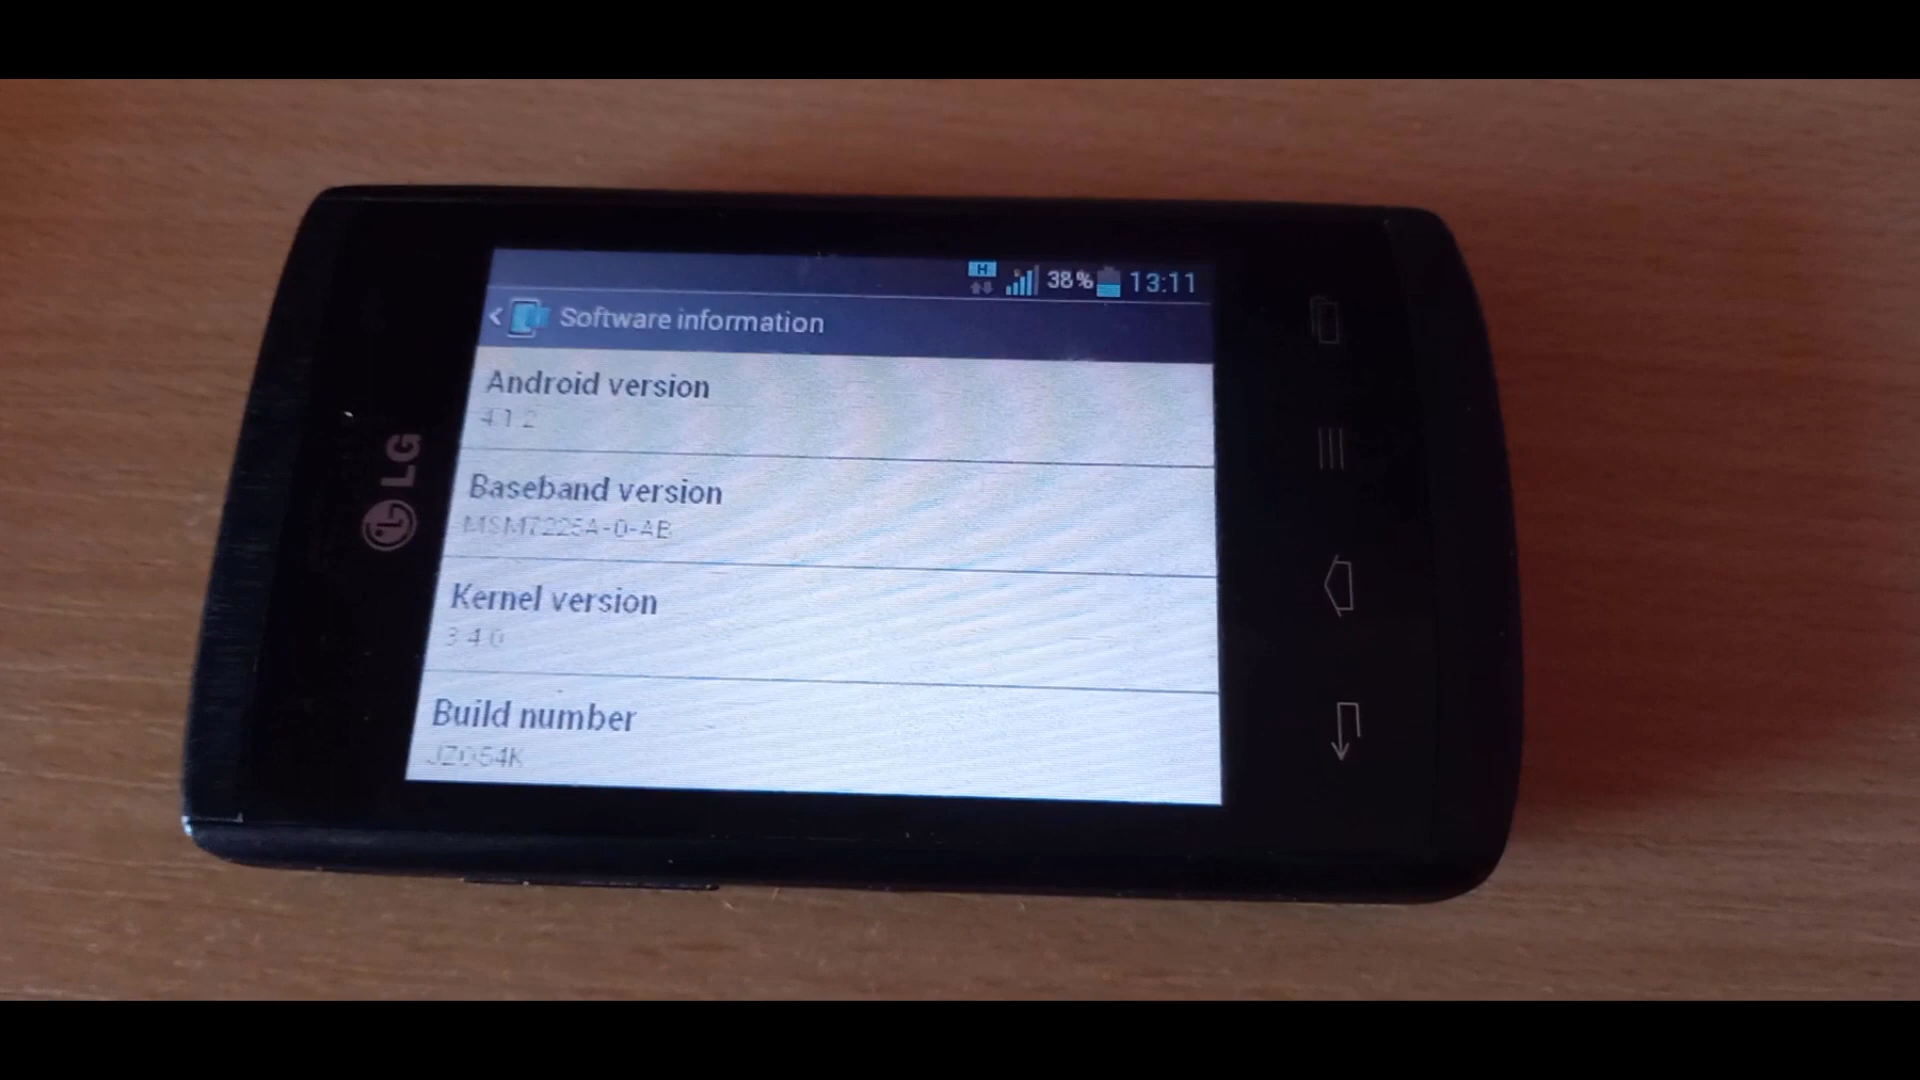 H 38% 13:11
Software information
Android version
4.1.2
Baseband version
MSM7225A-0-AB
Kernel version
3.4.0
Build number
JZO54K
LG